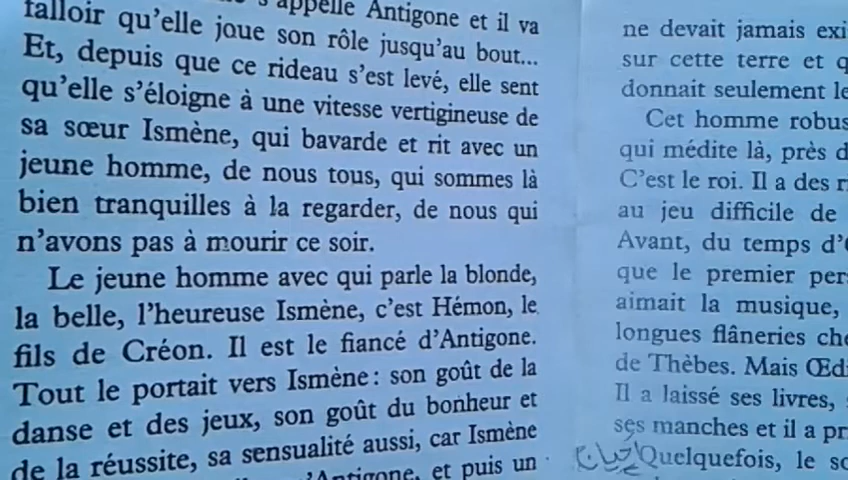 s'appelle Antigone et il va
falloir qu'elle joue son rôle jusqu'au bout...
Et, depuis que ce rideau s'est levé, elle sent
qu'elle s'éloigne à une vitesse vertigineuse de
sa sœur Ismène, qui bavarde et rit avec un
jeune homme, de nous tous, qui sommes là
bien tranquilles à la regarder, de nous qui
n'avons pas à mourir ce soir.
Le jeune homme avec qui parle la blonde,
la belle, l'heureuse Ismène, c'est Hémon, le
fils de Créon. Il est le fiancé d'Antigone.
Tout le portait vers Ismène : son goût de la
danse et des jeux, son goût du bonheur et
de la réussite, sa sensualité aussi, car Ismène
d'Antigone, et puis un
ne devait jamais exi
sur cette terre et q
donnait seulement le
Cet homme robus
qui médite là, près d
C'est le roi. Il a des r
au jeu difficile de
Avant, du temps d'
que le premier per
aimait la musique,
longues flâneries che
de Thèbes. Mais Œdi
Il a laissé ses livres,
ses manches et il a pr
أحيانا Quelquefois, le so